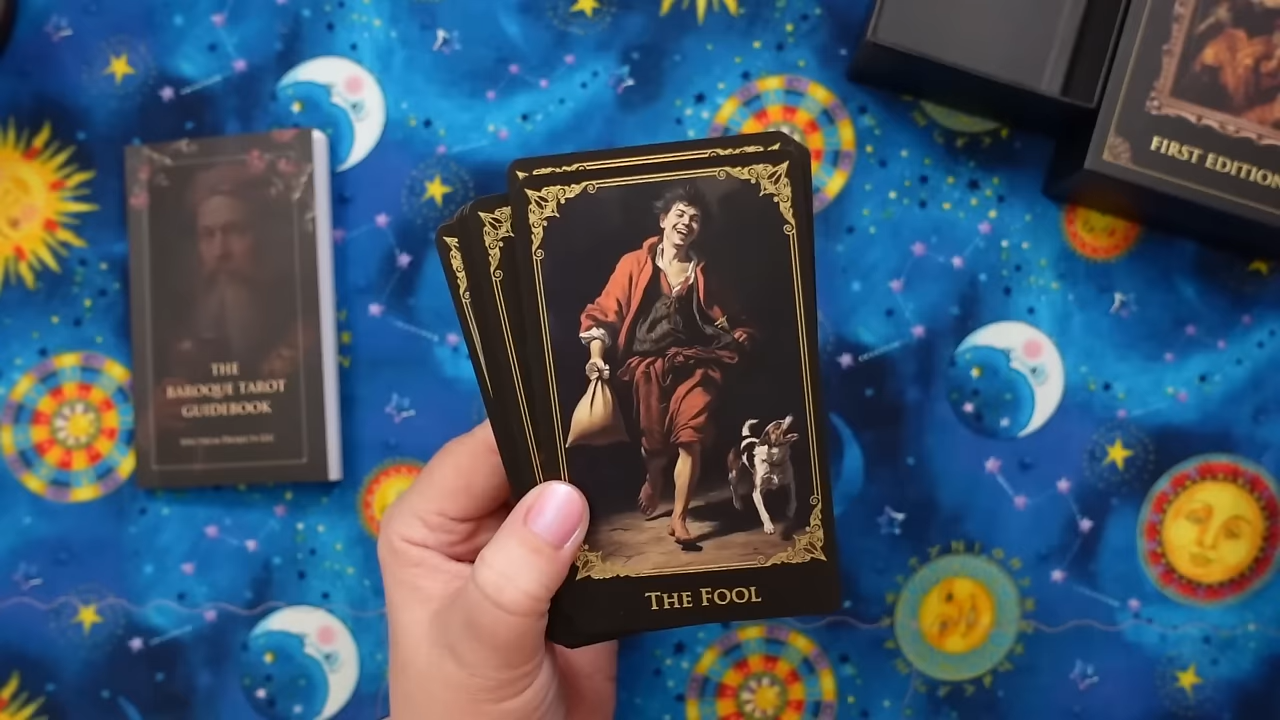 THE
BAROQUE TAROT
GUIDEBOOK
FIRST EDITION
THE FOOL